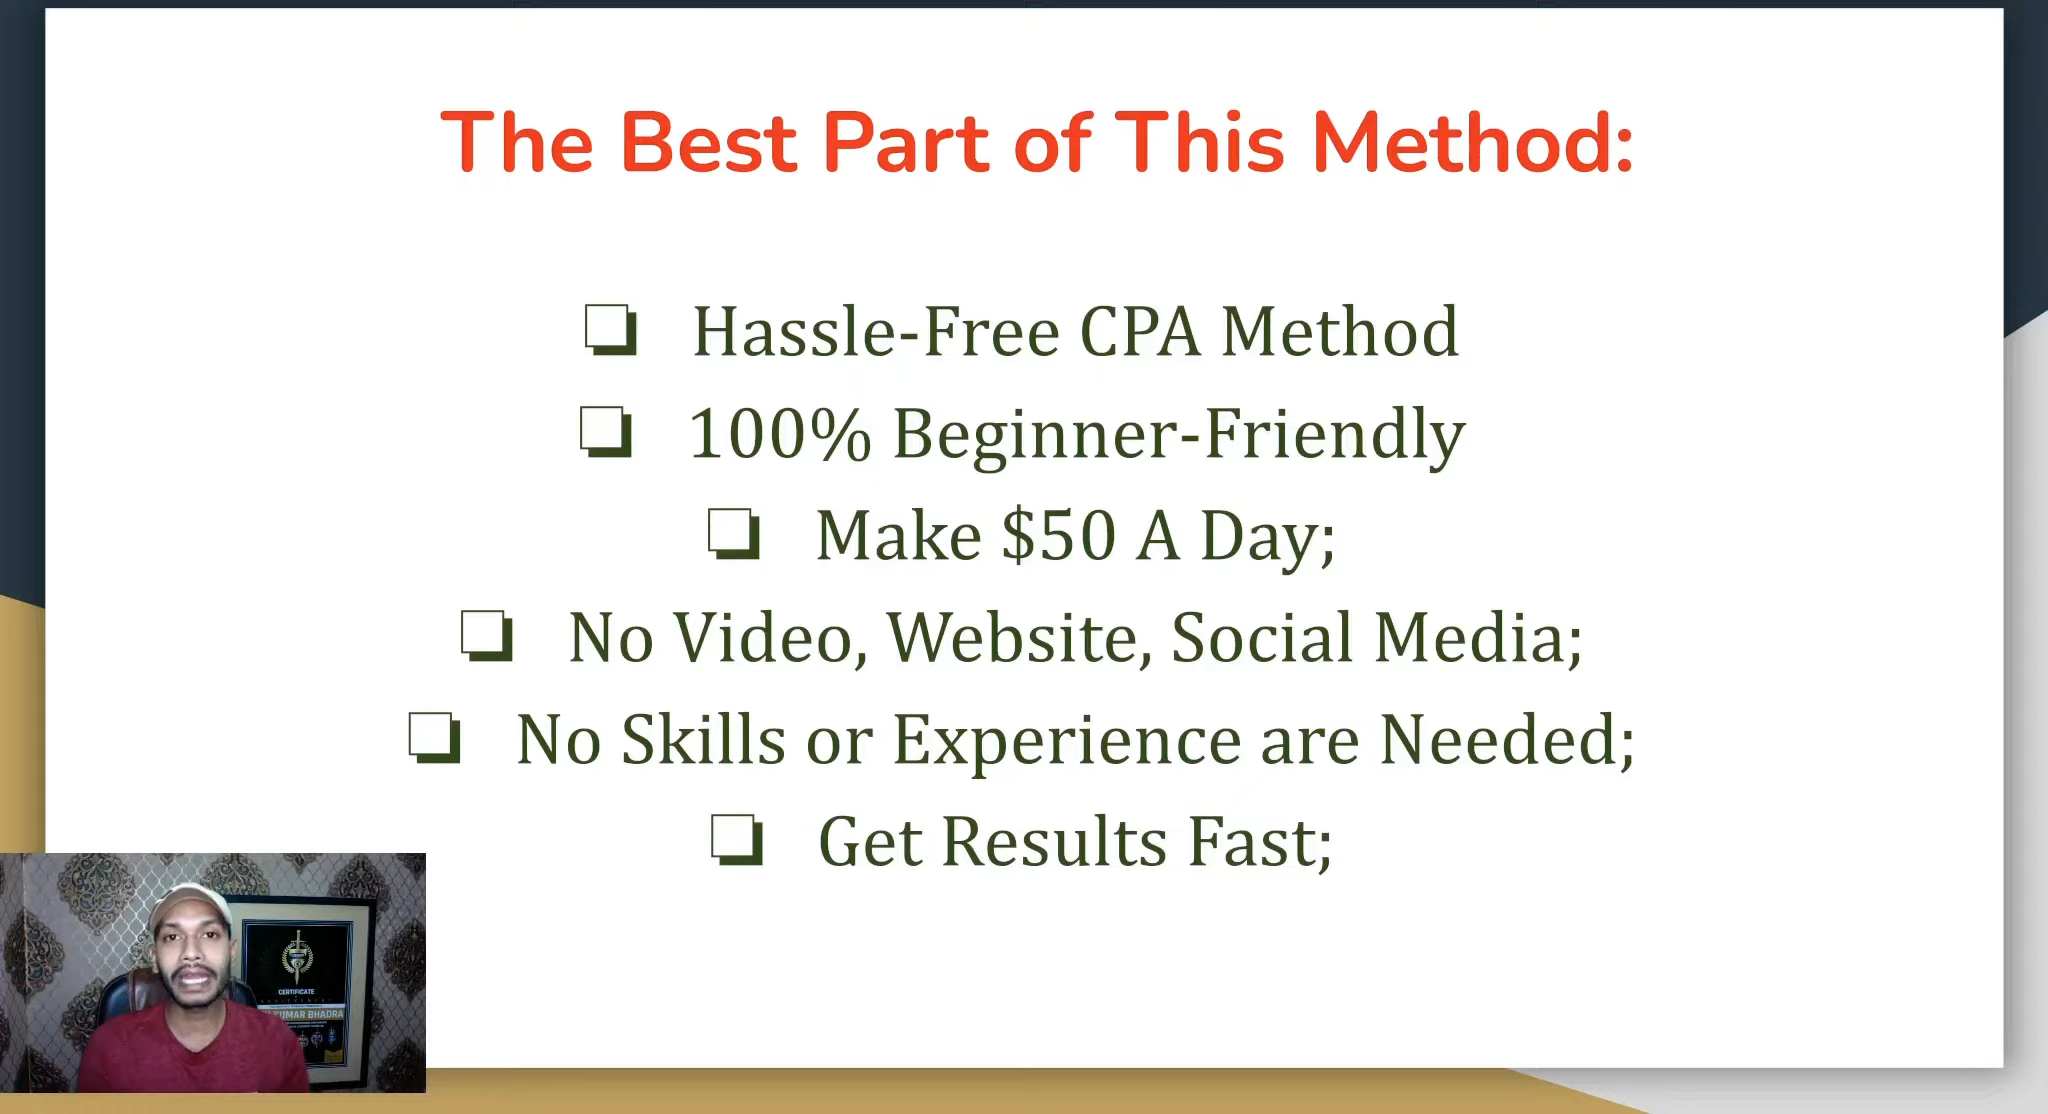 The Best Part of This Method:
❏ Hassle-Free CPA Method
❏ 100% Beginner-Friendly
❏ Make $50 A Day;
❏ No Video, Website, Social Media;
❏ No Skills or Experience are Needed;
❏ Get Results Fast;
CERTIFICATE
ACHIEVEMENT
KUMAR BHADRA